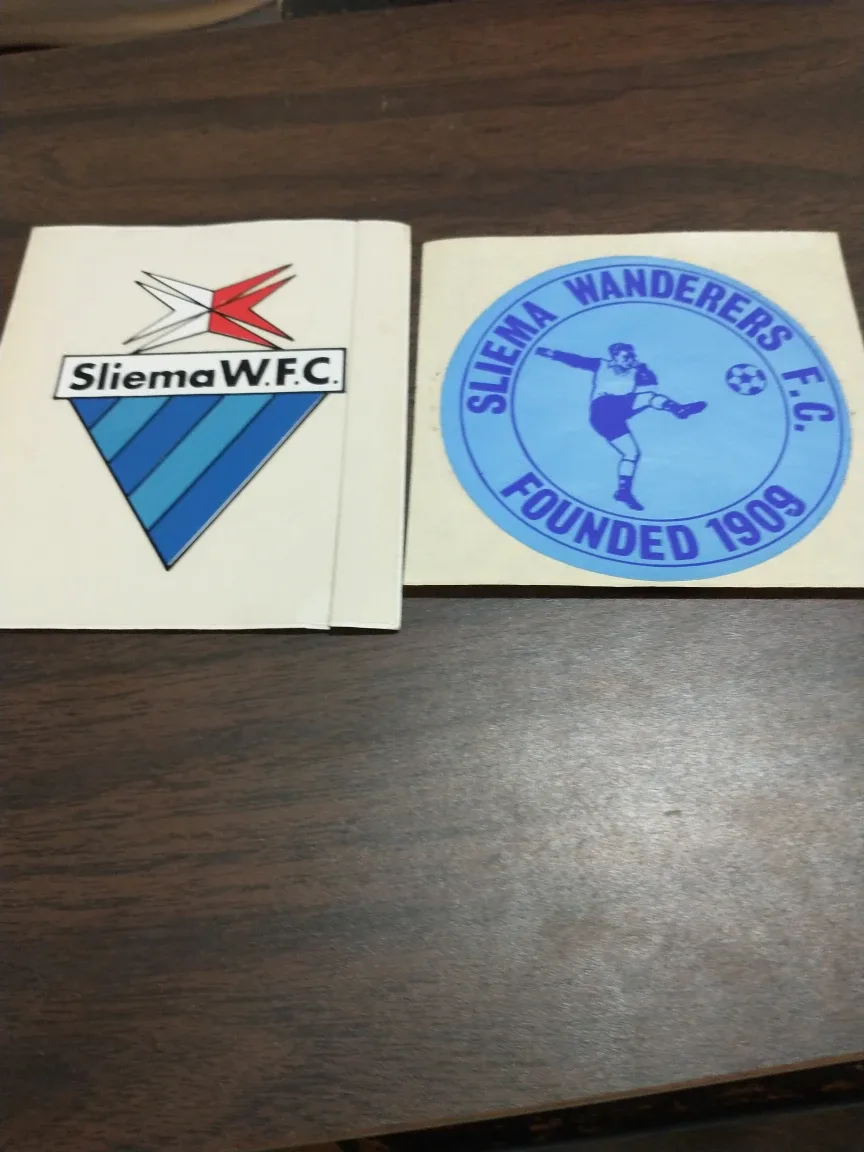 Sliema W.F.C.
SLIEMA WANDERERS F.C.
FOUNDED 1909